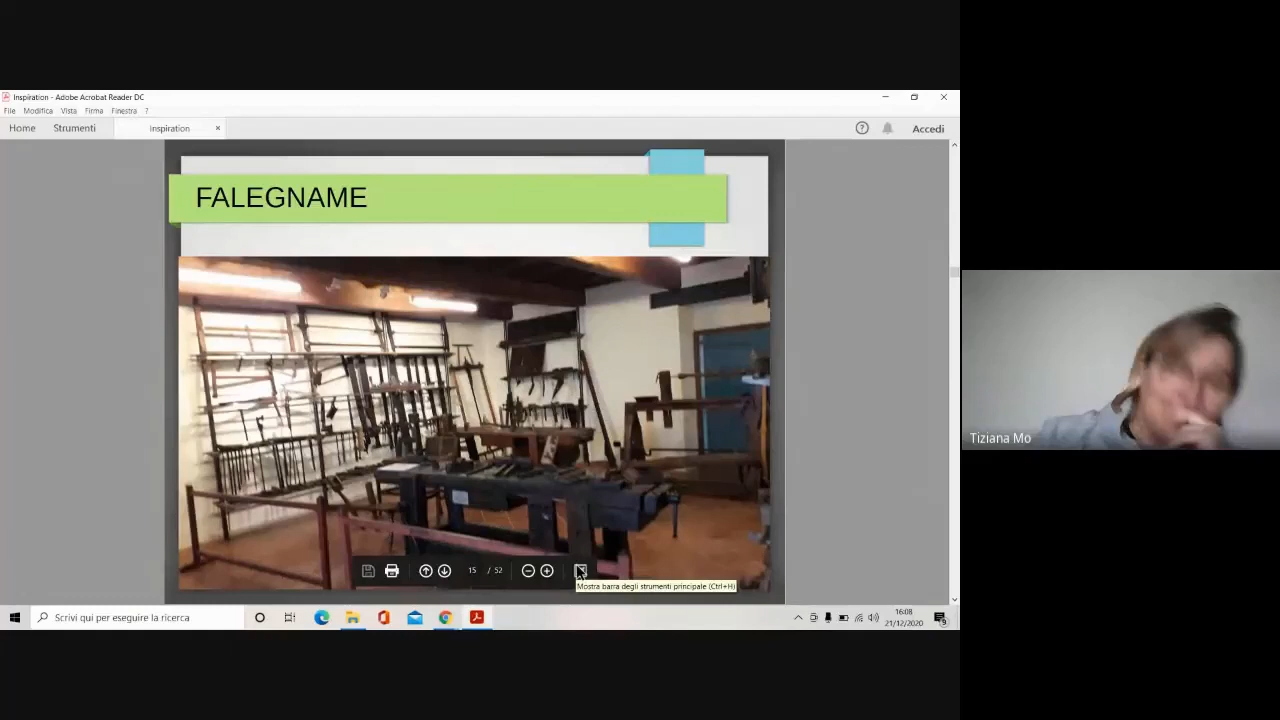 Inspiration - Adobe Acrobat Reader DC
File Modifica Vista Firma Finestra ?
Home Strumenti Inspiration × Accedi
FALEGNAME
15 / 52
Mostra barra degli strumenti principale (Ctrl+H)
Tiziana Mo
Scrivi qui per eseguire la ricerca
16:08
21/12/2020
9